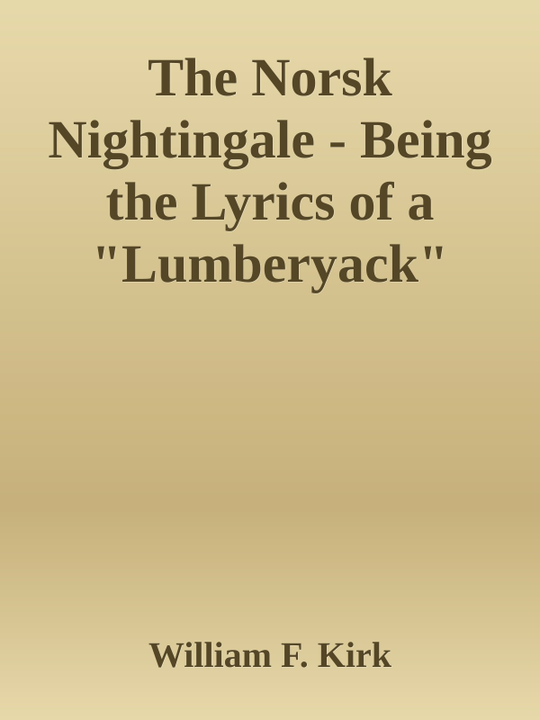 The Norsk
Nightingale - Being
the Lyrics of a
"Lumberyack"
William F. Kirk